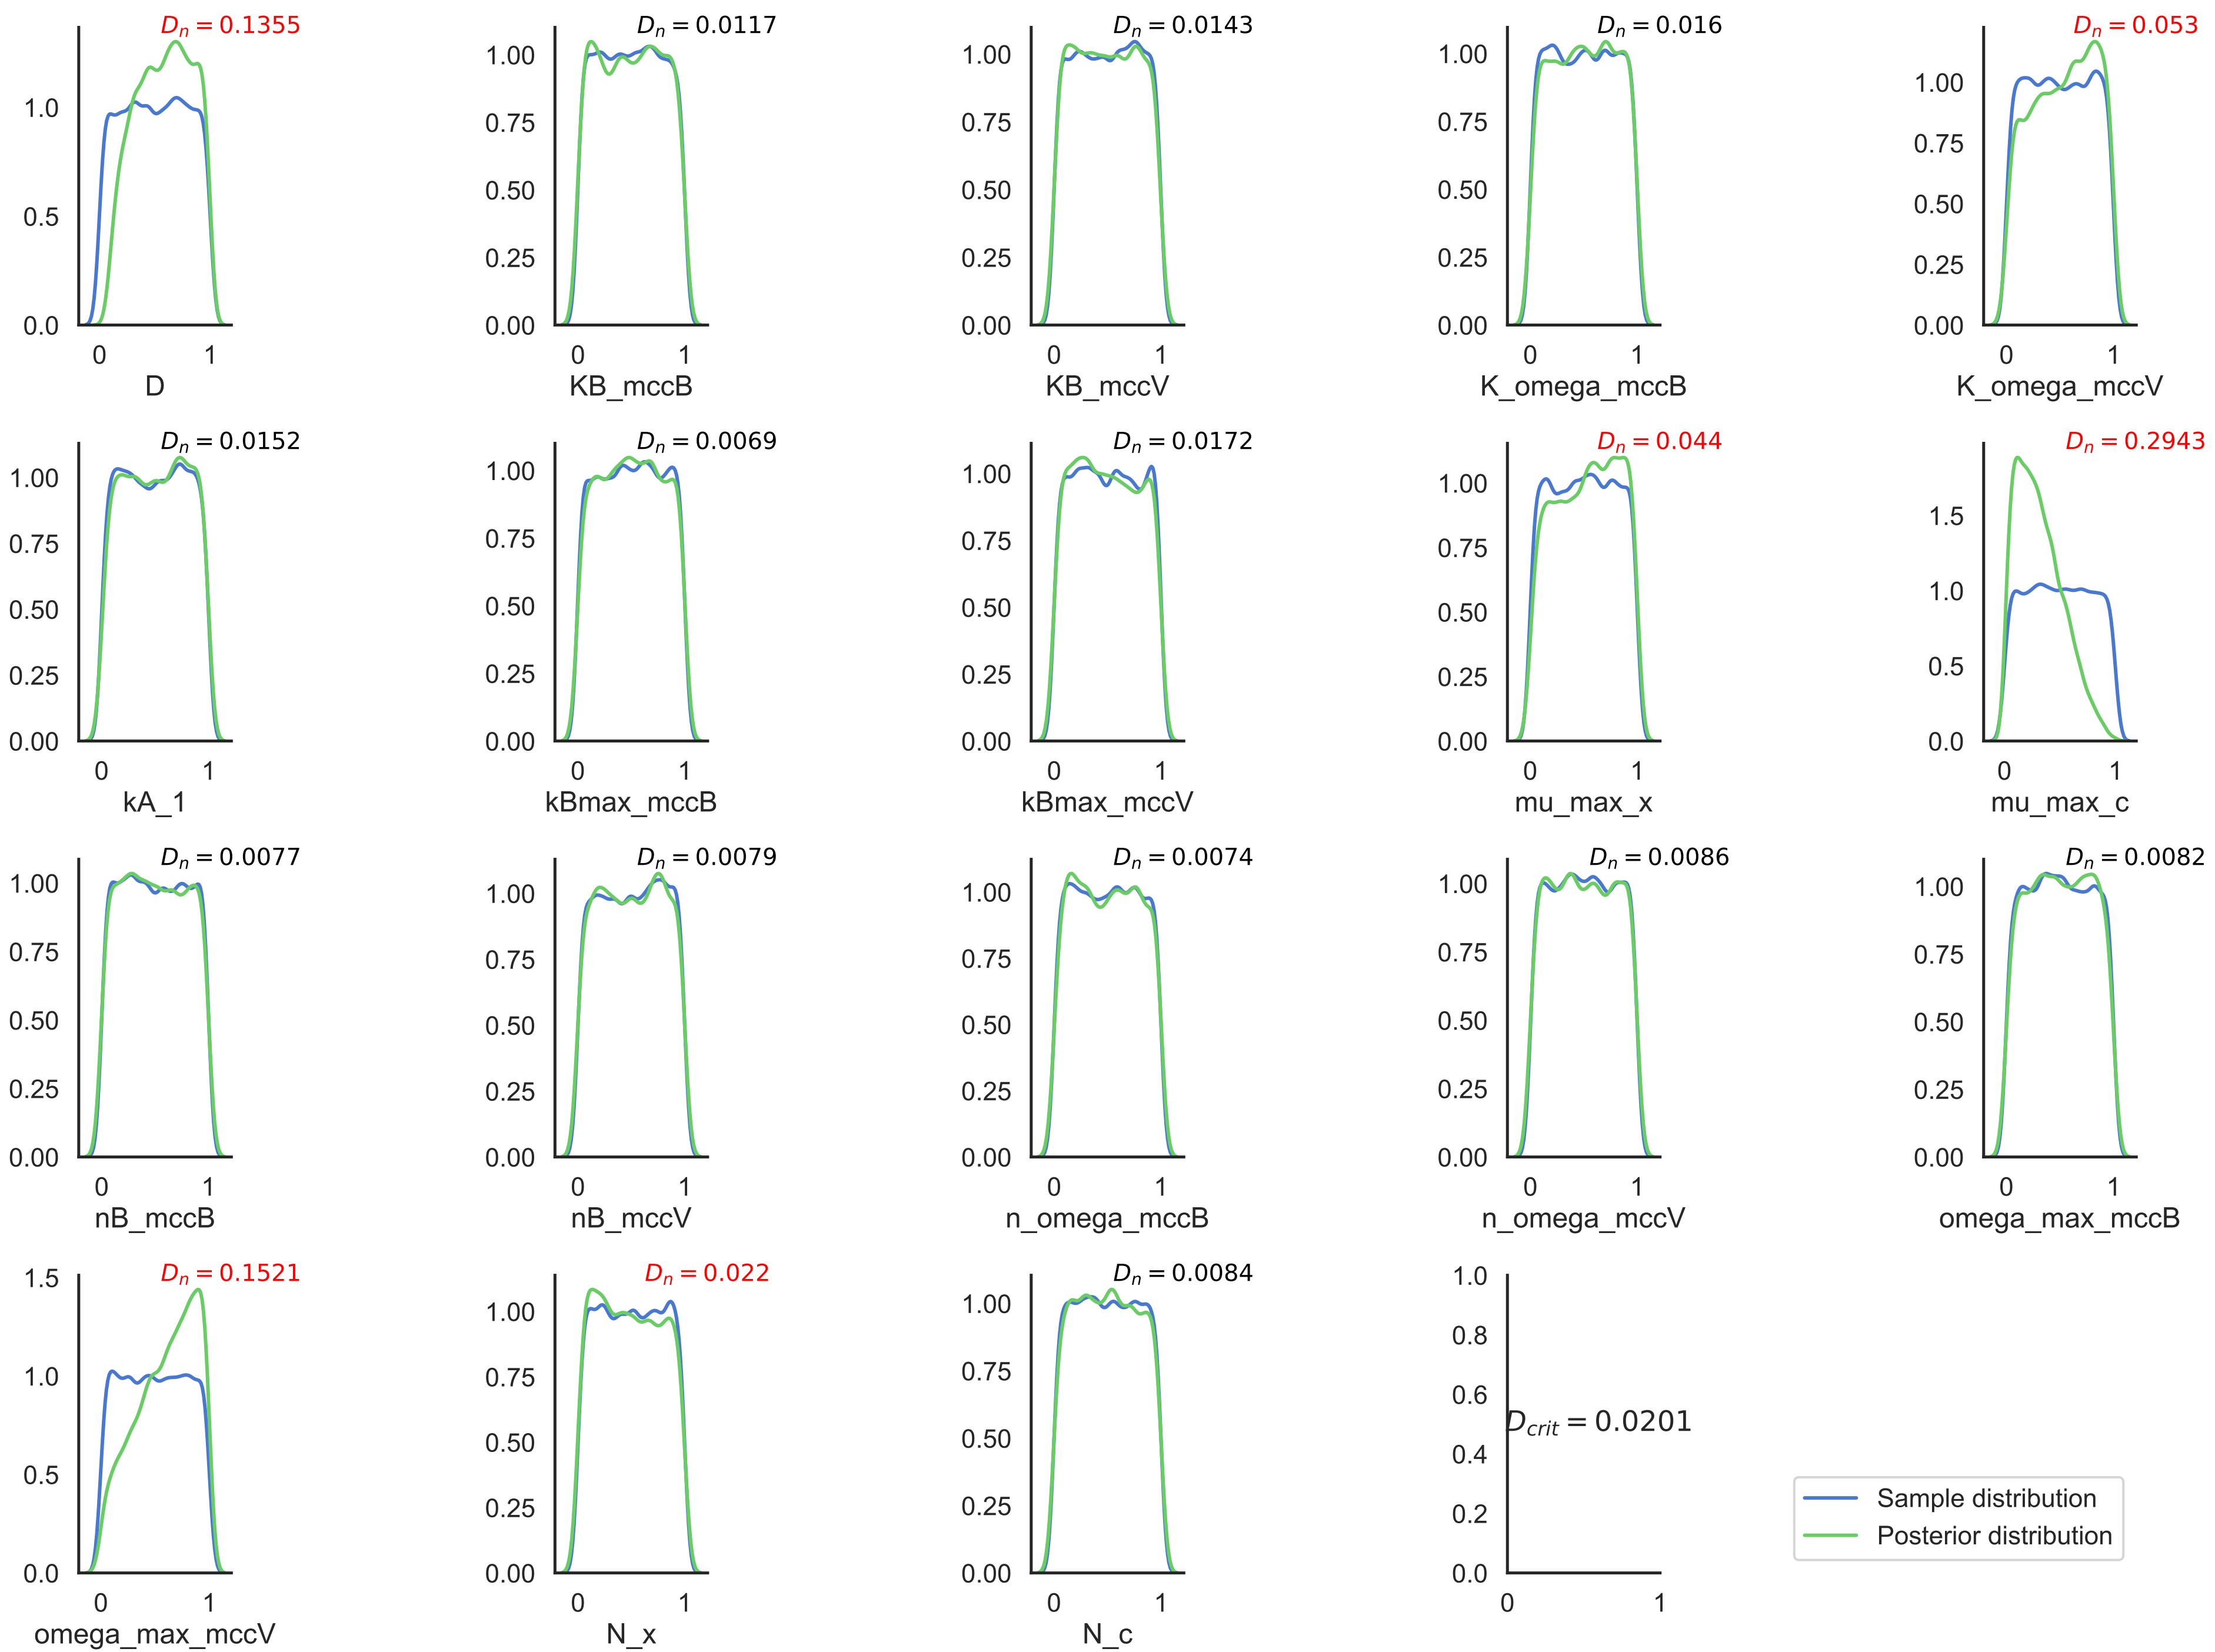 D_n = 0.1355
1.0
0.5
0.0
0 1
D
D_n = 0.0117
1.00
0.75
0.50
0.25
0.00
0 1
KB_mccB
D_n = 0.0143
1.00
0.75
0.50
0.25
0.00
0 1
KB_mccV
D_n = 0.016
1.00
0.75
0.50
0.25
0.00
0 1
K_omega_mccB
D_n = 0.053
1.00
0.75
0.50
0.25
0.00
0 1
K_omega_mccV
D_n = 0.0152
1.00
0.75
0.50
0.25
0.00
0 1
kA_1
D_n = 0.0069
1.00
0.75
0.50
0.25
0.00
0 1
kBmax_mccB
D_n = 0.0172
1.00
0.75
0.50
0.25
0.00
0 1
kBmax_mccV
D_n = 0.044
1.00
0.75
0.50
0.25
0.00
0 1
mu_max_x
D_n = 0.2943
1.5
1.0
0.5
0.0
0 1
mu_max_c
D_n = 0.0077
1.00
0.75
0.50
0.25
0.00
0 1
nB_mccB
D_n = 0.0079
1.00
0.75
0.50
0.25
0.00
0 1
nB_mccV
D_n = 0.0074
1.00
0.75
0.50
0.25
0.00
0 1
n_omega_mccB
D_n = 0.0086
1.00
0.75
0.50
0.25
0.00
0 1
n_omega_mccV
D_n = 0.0082
1.00
0.75
0.50
0.25
0.00
0 1
omega_max_mccB
D_n = 0.1521
1.5
1.0
0.5
0.0
0 1
omega_max_mccV
D_n = 0.022
1.00
0.75
0.50
0.25
0.00
0 1
N_x
D_n = 0.0084
1.00
0.75
0.50
0.25
0.00
0 1
N_c
1.0
0.8
0.6
D_crit = 0.0201
0.4
0.2
0.0
0 1
Sample distribution
Posterior distribution